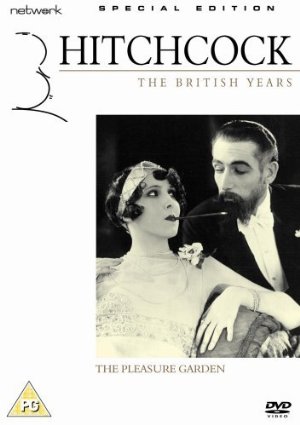 network
SPECIAL EDITION
HITCHCOCK
THE BRITISH YEARS
THE PLEASURE GARDEN
PG
DVD
VIDEO